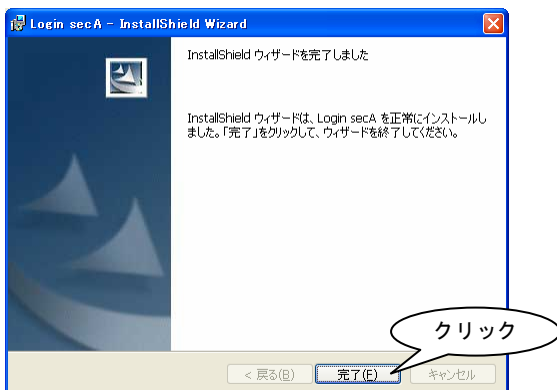 Login secA - InstallShield Wizard
InstallShield ウィザードを完了しました
InstallShield ウィザードは、Login secA を正常にインストールし
ました。「完了」をクリックして、ウィザードを終了してください。
クリック
< 戻る(B)
完了(F)
キャンセル